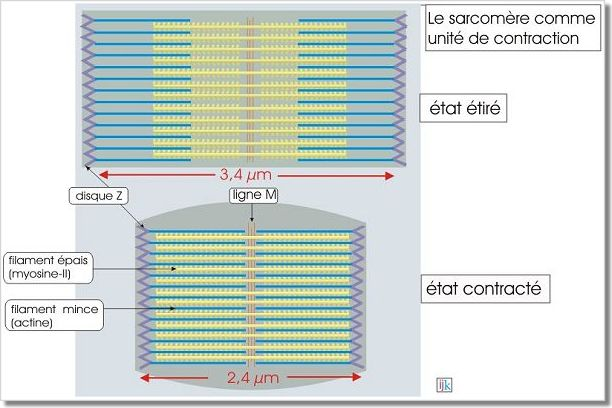 Le sarcomère comme
unité de contraction
état étiré
3,4 µm
disque Z
ligne M
filament épais
(myosine-II)
état contracté
filament mince
(actine)
2,4 µm
ijk